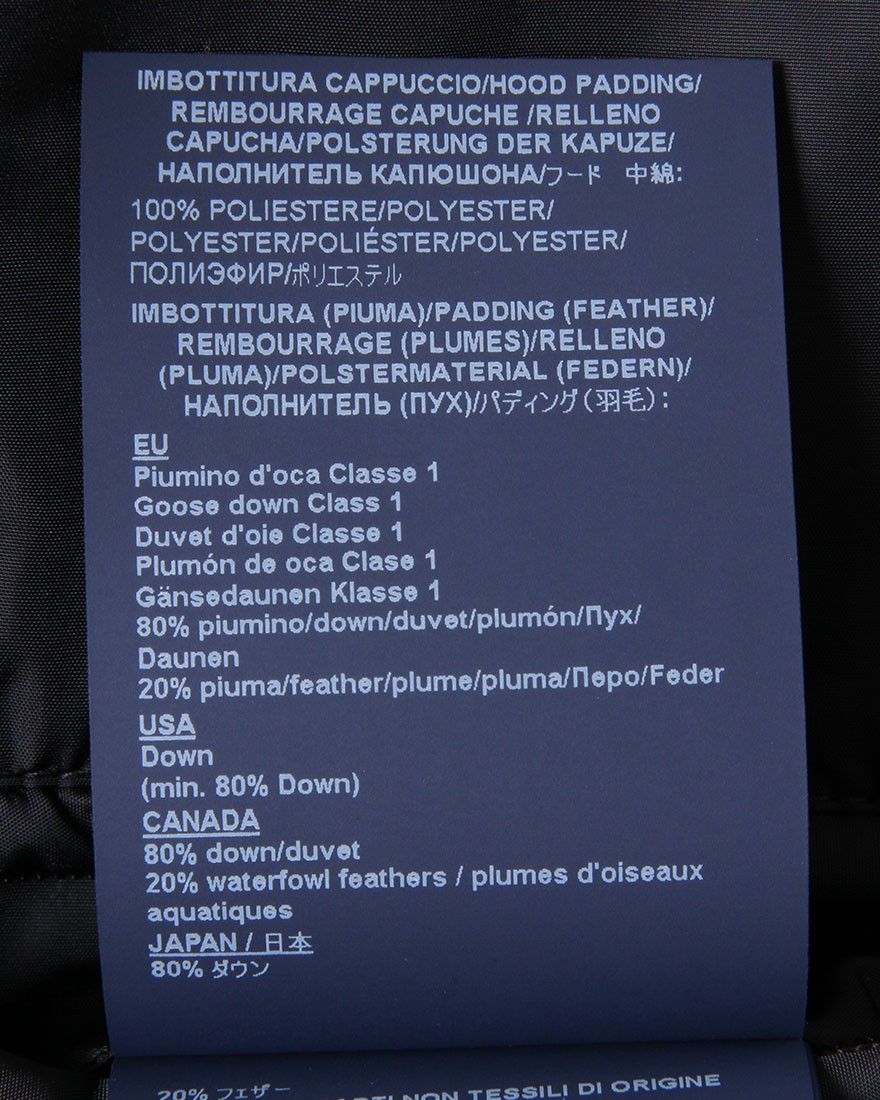 IMBOTTITURA CAPPUCCIO/HOOD PADDING/
REMBOURRAGE CAPUCHE /RELLENO
CAPUCHA/POLSTERUNG DER KAPUZE/
НАПОЛНИТЕЛЬ КАПЮШОНА/フード 中綿:
100% POLIESTERE/POLYESTER/
POLYESTER/POLIÉSTER/POLYESTER/
ПОЛИЭФИР/ポリエステル
IMBOTTITURA (PIUMA)/PADDING (FEATHER)/
REMBOURRAGE (PLUMES)/RELLENO
(PLUMA)/POLSTERMATERIAL (FEDERN)/
НАПОЛНИТЕЛЬ (ПУХ)/パディング(羽毛):
EU
Piumino d'oca Classe 1
Goose down Class 1
Duvet d'oie Classe 1
Plumón de oca Clase 1
Gänsedaunen Klasse 1
80% piumino/down/duvet/plumón/Пух/
Daunen
20% piuma/feather/plume/pluma/Перо/Feder
USA
Down
(min. 80% Down)
CANADA
80% down/duvet
20% waterfowl feathers / plumes d'oiseaux
aquatiques
JAPAN / 日本
80% ダウン
20% フェザー
NON TESSILI DI ORIGINE